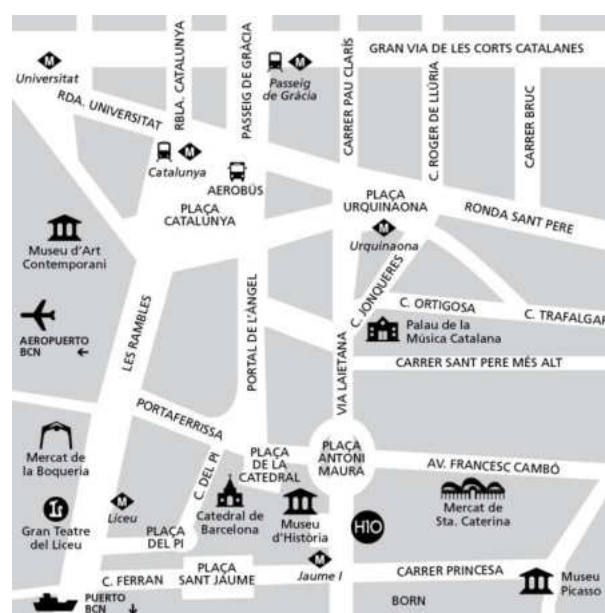 GRAN VIA DE LES CORTS CATALANES
Universitat
RDA. UNIVERSITAT
RBLA. CATALUNYA
PASSEIG DE GRÀCIA
Passeig
de Gràcia
CARRER PAU CLARÍS
C. ROGER DE LLÚRIA
CARRER BRUC
Catalunya
AEROBÚS
PLAÇA
CATALUNYA
PLAÇA
URQUINAONA
RONDA SANT PERE
Urquinaona
Museu d'Art
Contemporani
C. JONQUERES
C. ORTIGOSA
C. TRAFALGAR
Palau de la
Música Catalana
AEROPUERTO
BCN ←
LES RAMBLES
PORTAL DE L'ÀNGEL
VIA LAIETANA
CARRER SANT PERE MÉS ALT
PORTAFERRISSA
Mercat de
la Boqueria
C. DEL PI
PLAÇA
DE LA
CATEDRAL
PLAÇA
ANTONI
MAURA
AV. FRANCESC CAMBÓ
Mercat de
Sta. Caterina
Gran Teatre
del Liceu
Liceu
PLAÇA
DEL PI
Catedral de
Barcelona
Museu
d'Història
H10
C. FERRAN
PLAÇA
SANT JAUME
Jaume I
CARRER PRINCESA
Museu
Picasso
PUERTO
BCN ↓
BORN
M
M
M
M
M
M